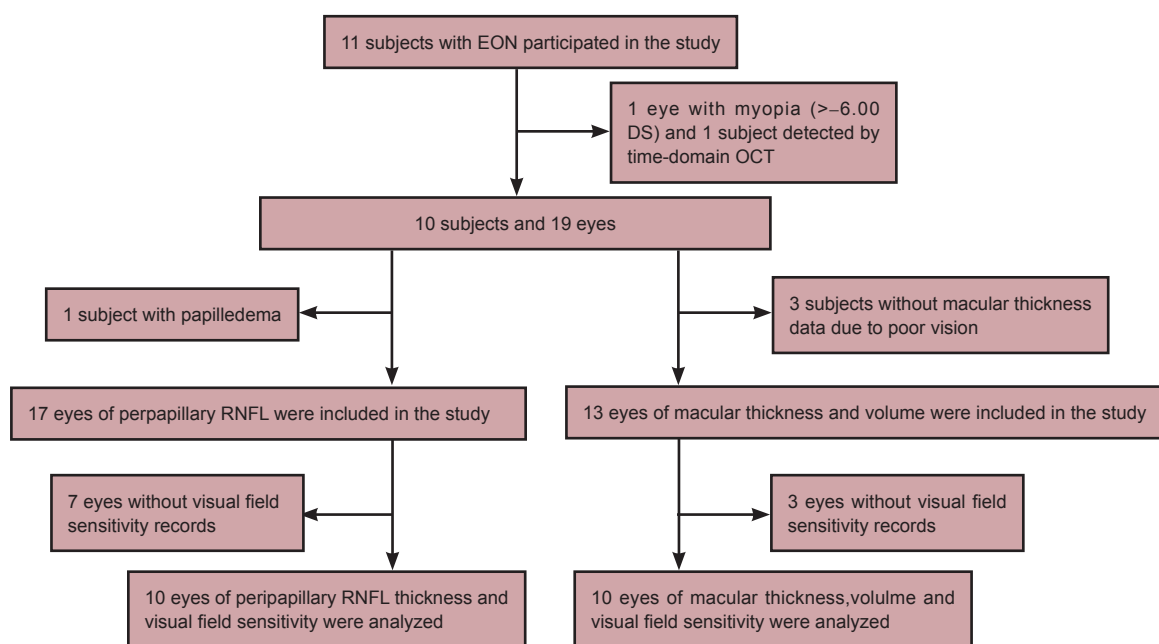 11 subjects with EON participated in the study
1 eye with myopia (>–6.00
DS) and 1 subject detected by
time-domain OCT
10 subjects and 19 eyes
1 subject with papilledema
3 subjects without macular thickness
data due to poor vision
17 eyes of perpapillary RNFL were included in the study
13 eyes of macular thickness and volume were included in the study
7 eyes without visual field
sensitivity records
3 eyes without visual field
sensitivity records
10 eyes of peripapillary RNFL thickness and
visual field sensitivity were analyzed
10 eyes of macular thickness,volulme and
visual field sensitivity were analyzed